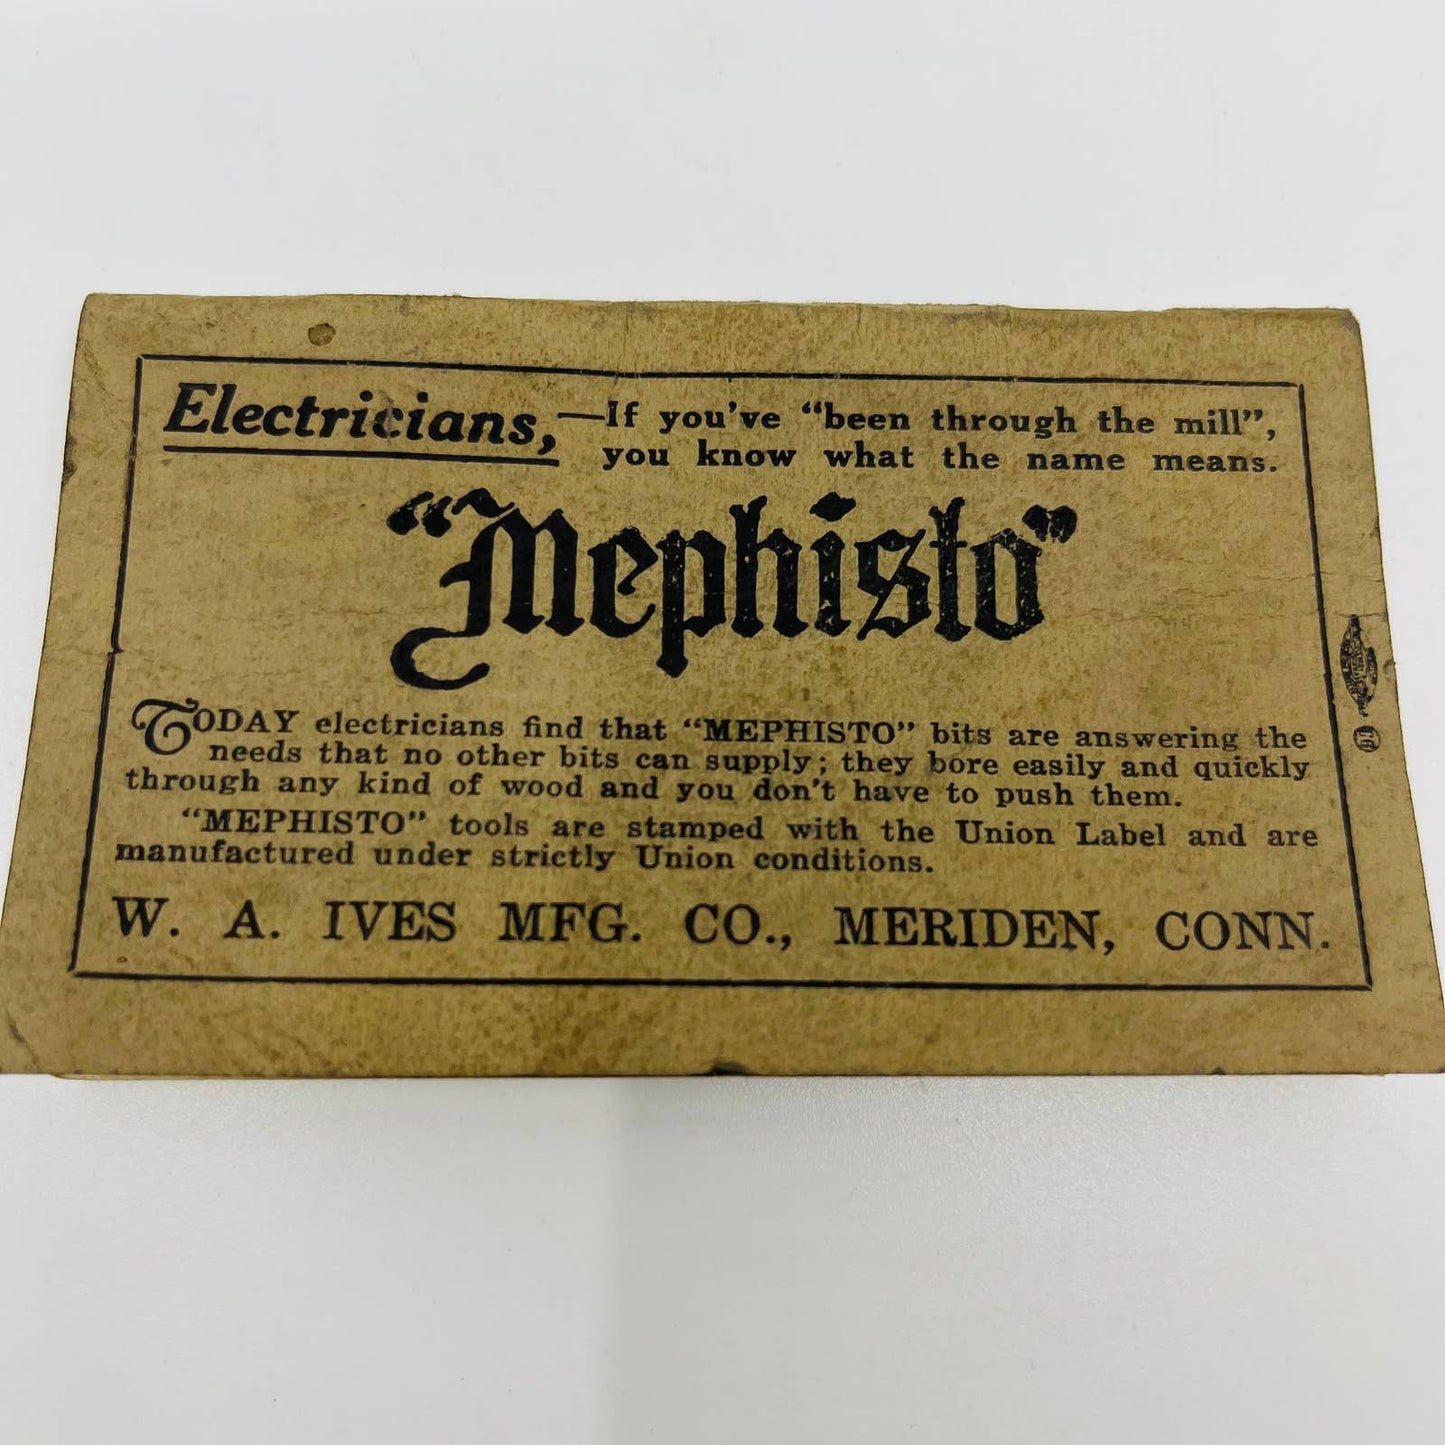 Electricians,—If you've "been through the mill",
you know what the name means.
"Mephisto"
TODAY electricians find that "MEPHISTO" bits are answering the
needs that no other bits can supply; they bore easily and quickly
through any kind of wood and you don't have to push them.
"MEPHISTO" tools are stamped with the Union Label and are
manufactured under strictly Union conditions.
W. A. IVES MFG. CO., MERIDEN, CONN.